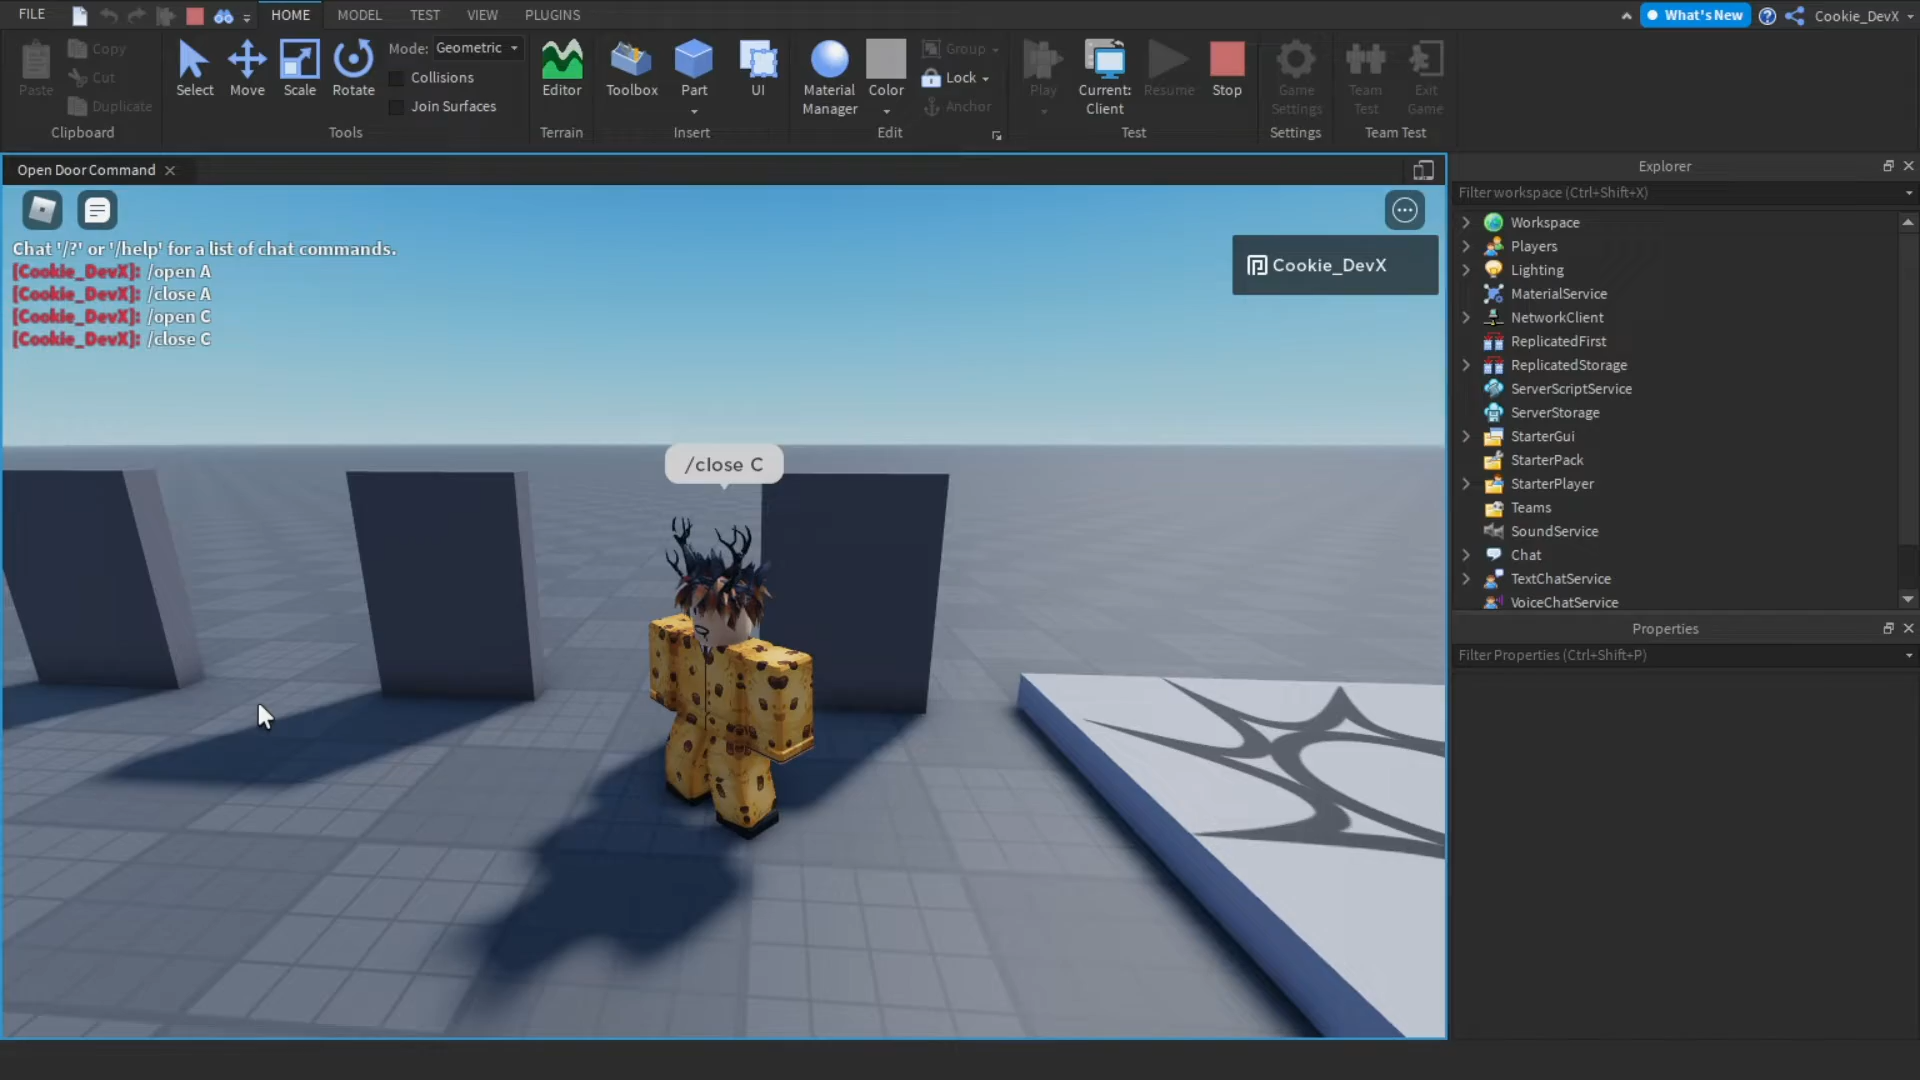 FILE
HOME
MODEL
TEST
VIEW
PLUGINS
What's New
Cookie_DevX
Paste
Copy
Cut
Duplicate
Clipboard
Select
Move
Scale
Rotate
Mode: Geometric
Collisions
Join Surfaces
Tools
Editor
Terrain
Toolbox
Part
UI
Insert
Material
Manager
Color
Group
Lock
Anchor
Edit
Play
Current:
Client
Resume
Stop
Test
Game
Settings
Settings
Team
Test
Exit
Game
Team Test
Open Door Command
Chat '/?' or '/help' for a list of chat commands.
[Cookie_DevX]: /open A
[Cookie_DevX]: /close A
[Cookie_DevX]: /open C
[Cookie_DevX]: /close C
Cookie_DevX
/close C
Explorer
Filter workspace (Ctrl+Shift+X)
Workspace
Players
Lighting
MaterialService
NetworkClient
ReplicatedFirst
ReplicatedStorage
ServerScriptService
ServerStorage
StarterGui
StarterPack
StarterPlayer
Teams
SoundService
Chat
TextChatService
VoiceChatService
Properties
Filter Properties (Ctrl+Shift+P)